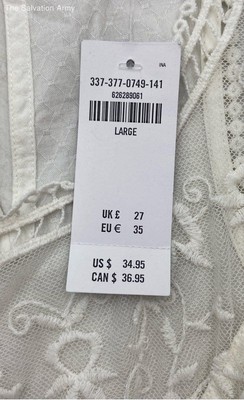 The Salvation Army
INA
337-377-0749-141
626289061
LARGE
UK £ 27
EU € 35
US $ 34.95
CAN $ 36.95